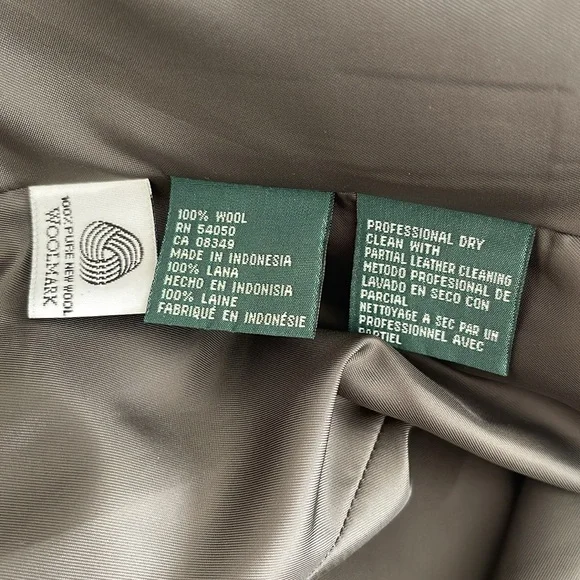 100% PURE NEW WOOL
WOOLMARK
100% WOOL
RN 54050
CA 08349
MADE IN INDONESIA
100% LANA
HECHO EN INDONISIA
100% LAINE
FABRIQUÉ EN INDONÉSIE
PROFESSIONAL DRY
CLEAN WITH
PARTIAL LEATHER CLEANING
METODO PROFESIONAL DE
LAVADO EN SECO CON
PARCIAL
NETTOYAGE A SEC PAR UN
PROFESSIONNEL AVEC
PARTIEL